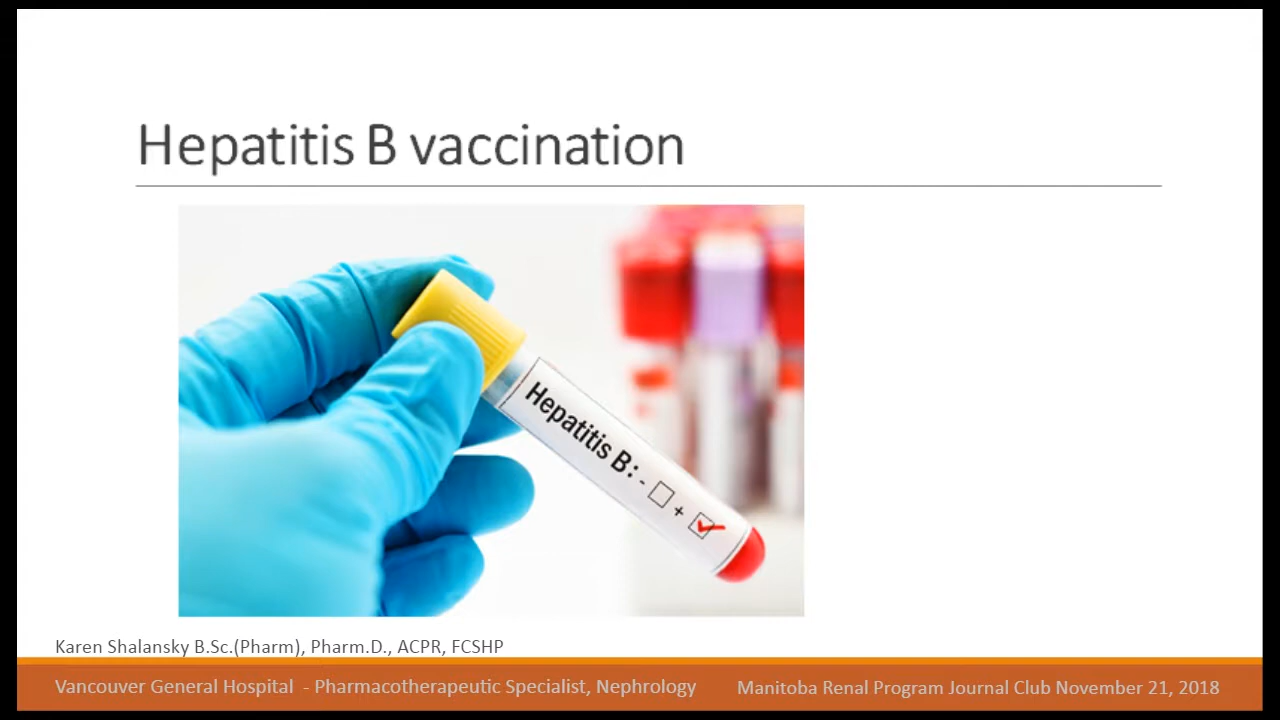 Hepatitis B vaccination
Hepatitis B: - ☐ + ☑
Karen Shalansky B.Sc.(Pharm), Pharm.D., ACPR, FCSHP
Vancouver General Hospital - Pharmacotherapeutic Specialist, Nephrology
Manitoba Renal Program Journal Club November 21, 2018